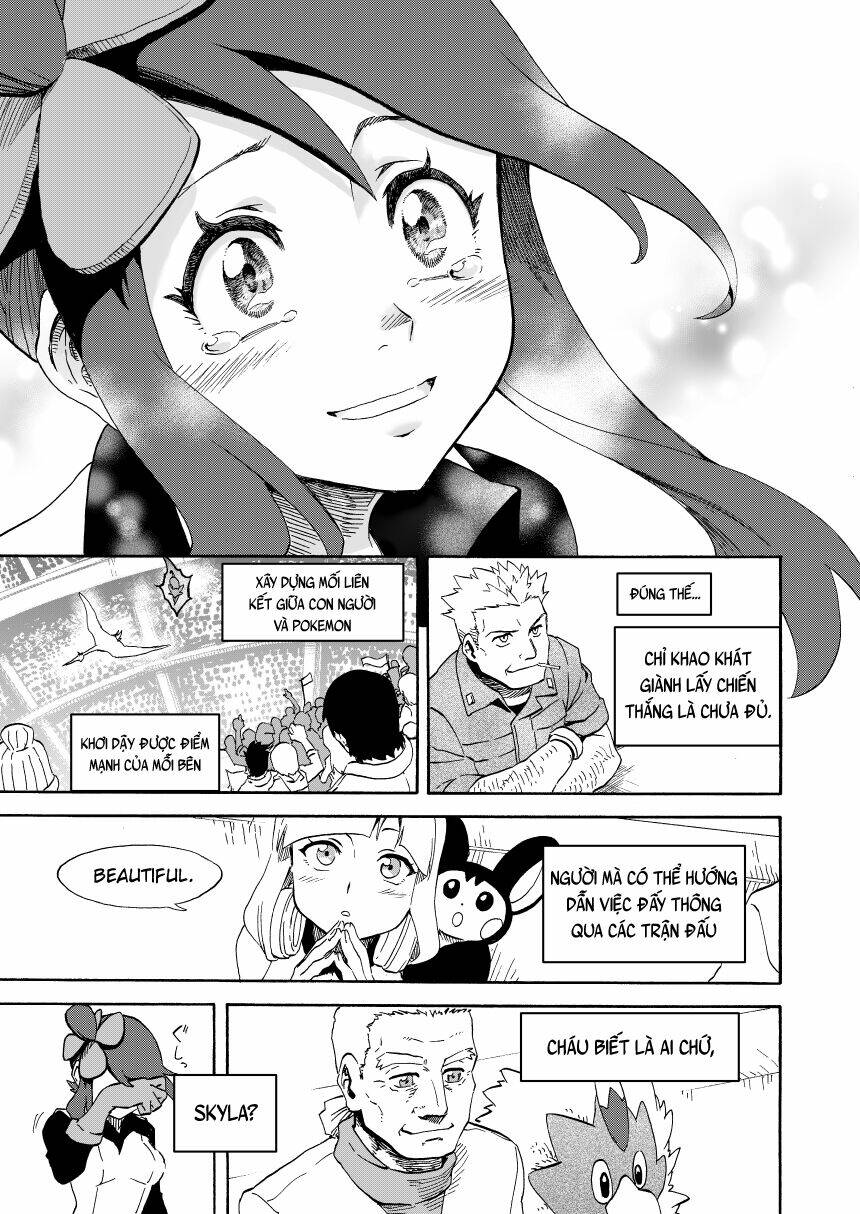 ĐÚNG THẾ...
CHỈ KHAO KHÁT
GIÀNH LẤY CHIẾN
THẮNG LÀ CHƯA ĐỦ.
XÂY DỰNG MỐI LIÊN
KẾT GIỮA CON NGƯỜI
VÀ POKEMON
KHƠI DẬY ĐƯỢC ĐIỂM
MẠNH CỦA MỖI BÊN
NGƯỜI MÀ CÓ THỂ HƯỚNG
DẪN VIỆC ĐẤY THÔNG
QUA CÁC TRẬN ĐẤU
BEAUTIFUL.
CHÁU BIẾT LÀ AI CHỨ,
SKYLA?